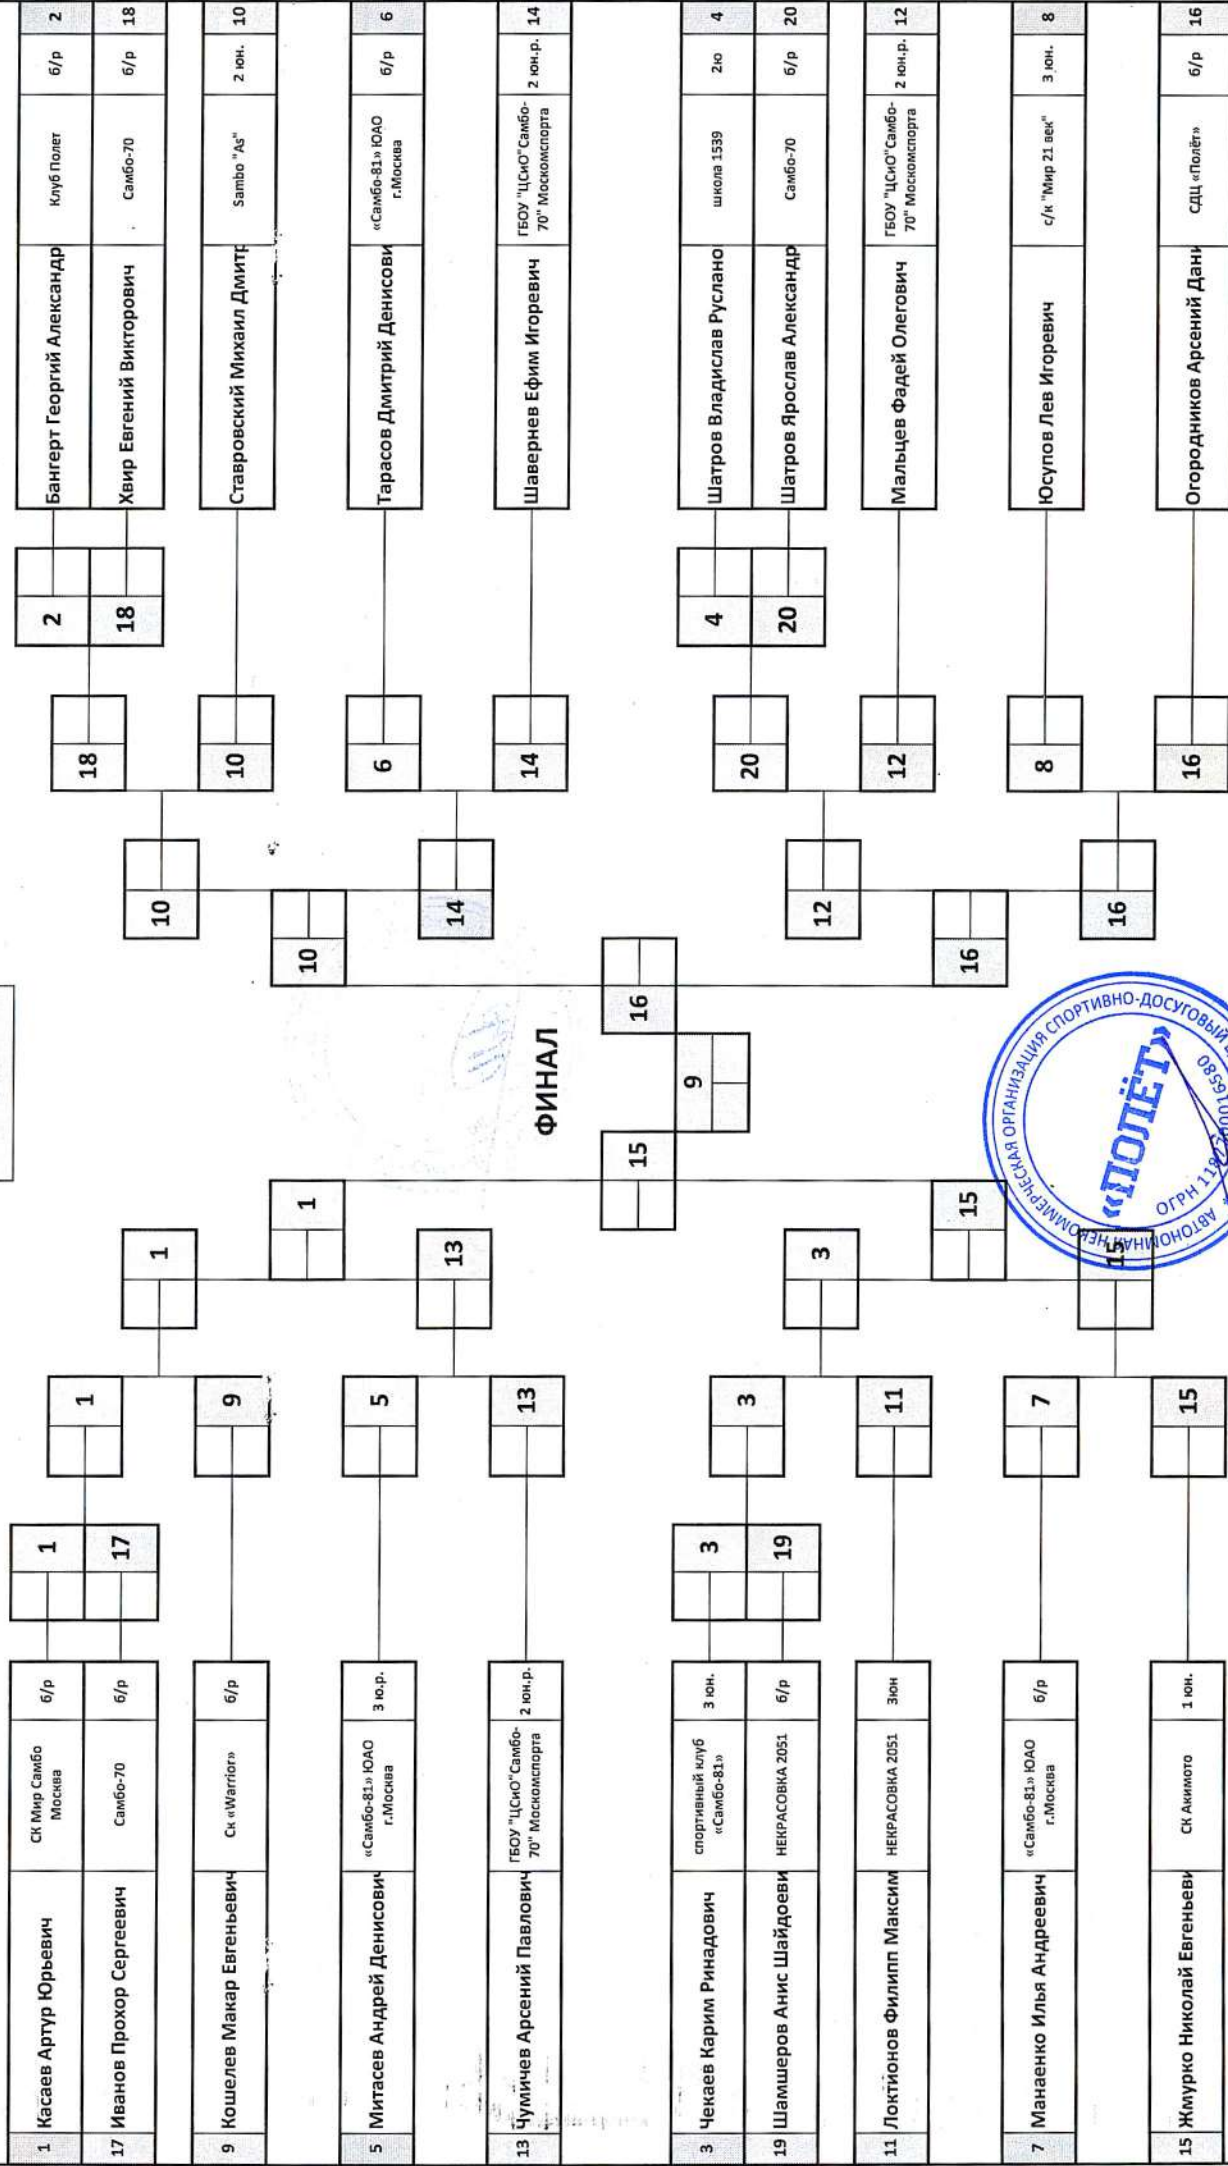 1 Касаев Артур Юрьевич СК Мир Самбо Москва б/р
17 Иванов Прохор Сергеевич Самбо-70 б/р
9 Кошелев Макар Евгеньевич Ск «Warrior» б/р
5 Митасев Андрей Денисович «Самбо-81» ЮАО г.Москва 3 ю.р.
13 Чумичев Арсений Павлович ГБОУ "ЦСиО"Самбо-70" Москомспорта 2 юн.р.
3 Чекаев Карим Ринадович спортивный клуб «Самбо-81» 3 юн.
19 Шамшеров Анис Шайдоеви НЕКРАСОВКА 2051 б/р
11 Локтионов Филипп Максим НЕКРАСОВКА 2051 3юн
7 Манаенко Илья Андреевич «Самбо-81» ЮАО г.Москва б/р
15 Жмурко Николай Евгеньеви СК Акимото 1 юн.
1
17
3
19
1
9
5
13
3
11
7
15
1
13
3
15
1
15
15
ФИНАЛ
9
16
10
16
10
14
12
16
18
10
6
14
20
12
8
16
2
18
4
20
Бангерт Георгий Александр Клуб Полет б/р 2
Хвир Евгений Викторович Самбо-70 б/р 18
Ставровский Михаил Дмитр Sambo "As" 2 юн. 10
Тарасов Дмитрий Денисови «Самбо-81» ЮАО г.Москва б/р 6
Шавернев Ефим Игоревич ГБОУ "ЦСиО"Самбо-70" Москомспорта 2 юн.р. 14
Шатров Владислав Руслано школа 1539 2ю 4
Шатров Ярослав Александр Самбо-70 б/р 20
Мальцев Фадей Олегович ГБОУ "ЦСиО"Самбо-70" Москомспорта 2 юн.р. 12
Юсупов Лев Игоревич с/к "Мир 21 век" 3 юн. 8
Огородников Арсений Дани СДЦ «Полёт» б/р 16
АВТОНОМНАЯ НЕКОММЕРЧЕСКАЯ ОРГАНИЗАЦИЯ СПОРТИВНО-ДОСУГОВЫЙ
«ПОЛЁТ»
ОГРН